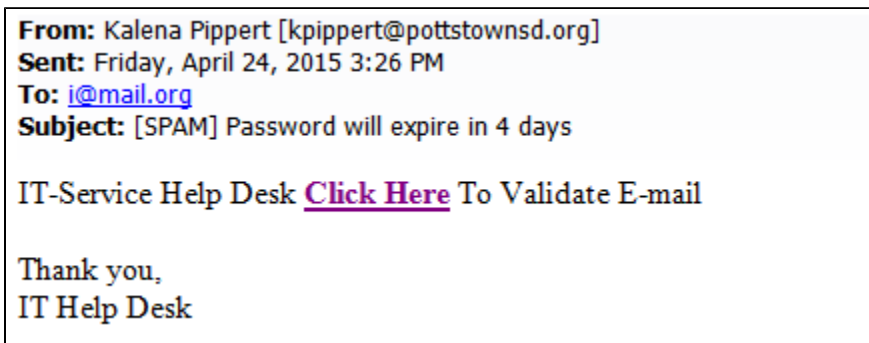 From: Kalena Pippert [kpippert@pottstownsd.org]
Sent: Friday, April 24, 2015 3:26 PM
To: i@mail.org
Subject: [SPAM] Password will expire in 4 days
IT-Service Help Desk Click Here To Validate E-mail
Thank you,
IT Help Desk